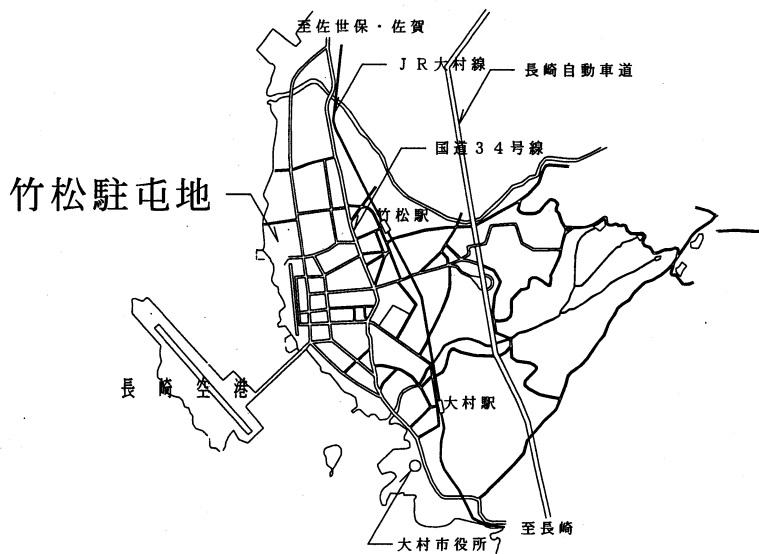 至佐世保・佐賀
JR大村線
長崎自動車道
国道34号線
竹松駐屯地
竹松駅
長崎空港
大村駅
至長崎
大村市役所